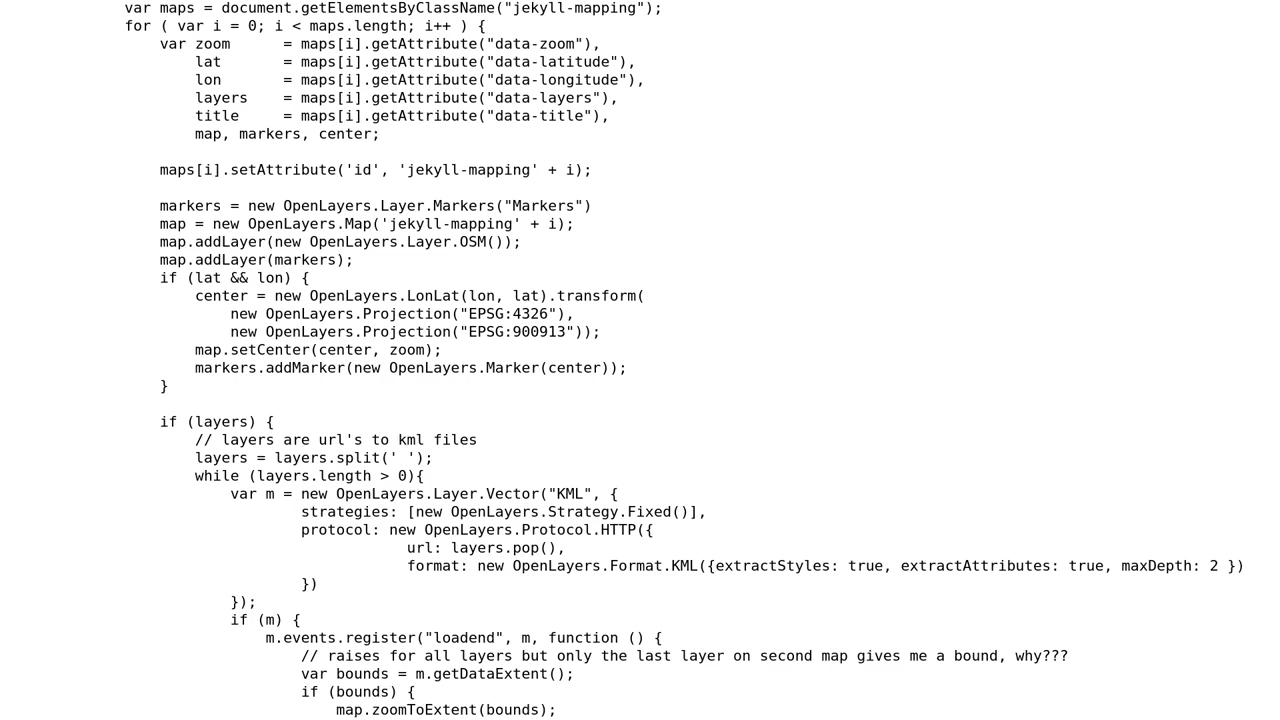 var maps = document.getElementsByClassName("jekyll-mapping");
for ( var i = 0; i < maps.length; i++ ) {
var zoom      = maps[i].getAttribute("data-zoom"),
lat       = maps[i].getAttribute("data-latitude"),
lon       = maps[i].getAttribute("data-longitude"),
layers    = maps[i].getAttribute("data-layers"),
title     = maps[i].getAttribute("data-title"),
map, markers, center;
maps[i].setAttribute('id', 'jekyll-mapping' + i);
markers = new OpenLayers.Layer.Markers("Markers")
map = new OpenLayers.Map('jekyll-mapping' + i);
map.addLayer(new OpenLayers.Layer.OSM());
map.addLayer(markers);
if (lat && lon) {
center = new OpenLayers.LonLat(lon, lat).transform(
new OpenLayers.Projection("EPSG:4326"),
new OpenLayers.Projection("EPSG:900913"));
map.setCenter(center, zoom);
markers.addMarker(new OpenLayers.Marker(center));
}
if (layers) {
// layers are url's to kml files
layers = layers.split(' ');
while (layers.length > 0){
var m = new OpenLayers.Layer.Vector("KML", {
strategies: [new OpenLayers.Strategy.Fixed()],
protocol: new OpenLayers.Protocol.HTTP({
url: layers.pop(),
format: new OpenLayers.Format.KML({extractStyles: true, extractAttributes: true, maxDepth: 2 })
})
});
if (m) {
m.events.register("loadend", m, function () {
// raises for all layers but only the last layer on second map gives me a bound, why???
var bounds = m.getDataExtent();
if (bounds) {
map.zoomToExtent(bounds);